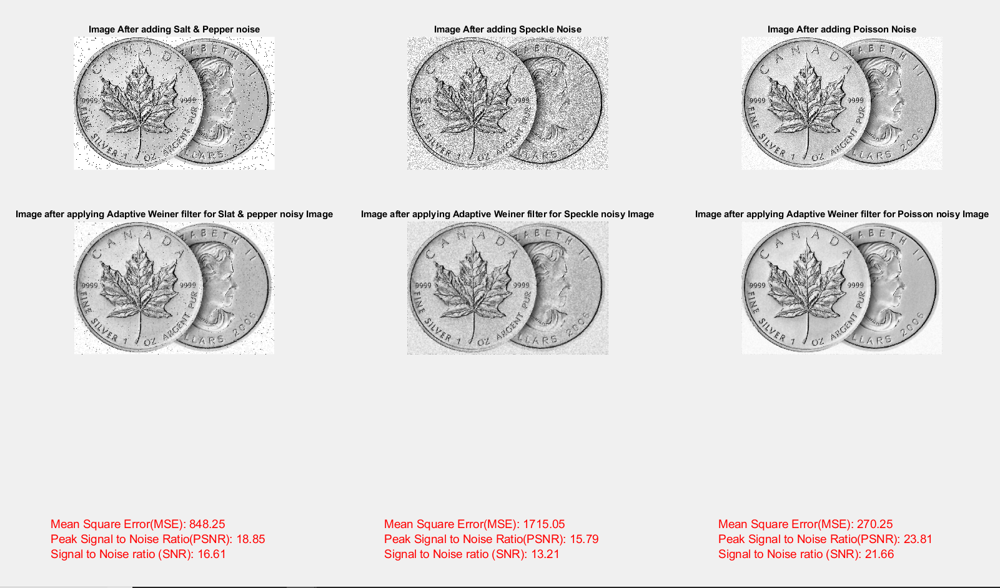 Image After adding Salt & Pepper noise
CANADA
ZABETH II
9999 9999
FINE SILVER 1 OZ ARGENT PUR
LLARS 2006
Image After adding Speckle Noise
CANADA
ZABETH II
9999 9999
FINE SILVER 1 OZ ARGENT PUR
LLARS 200
Image After adding Poisson Noise
CANADA
ZABETH II
9999 9999
FINE SILVER 1 OZ ARGENT PUR
LLARS 2006
Image after applying Adaptive Weiner filter for Slat & pepper noisy Image
CANADA
ZABETH II
9999 9999
FINE SILVER 1 OZ ARGENT PUR
LLARS 2006
Image after applying Adaptive Weiner filter for Speckle noisy Image
CANADA
ZABETH II
9999 9999
FINE SILVER 1 OZ ARGENT PUR
LLARS 2006
Image after applying Adaptive Weiner filter for Poisson noisy Image
CANADA
ZABETH II
9999 9999
FINE SILVER 1 OZ ARGENT PUR
LLARS 2006
Mean Square Error(MSE): 848.25
Peak Signal to Noise Ratio(PSNR): 18.85
Signal to Noise ratio (SNR): 16.61
Mean Square Error(MSE): 1715.05
Peak Signal to Noise Ratio(PSNR): 15.79
Signal to Noise ratio (SNR): 13.21
Mean Square Error(MSE): 270.25
Peak Signal to Noise Ratio(PSNR): 23.81
Signal to Noise ratio (SNR): 21.66